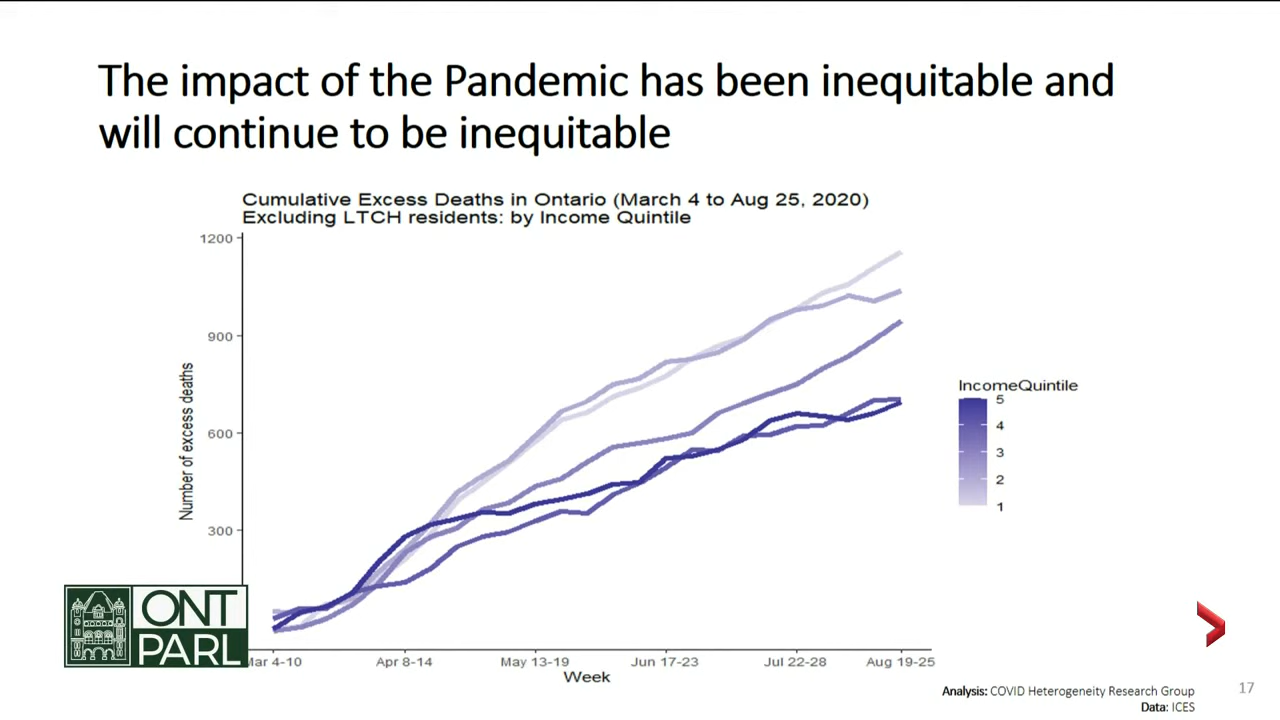 The impact of the Pandemic has been inequitable and
will continue to be inequitable
Cumulative Excess Deaths in Ontario (March 4 to Aug 25, 2020)
Excluding LTCH residents: by Income Quintile
1200
900
600
300
Number of excess deaths
Mar 4-10
Apr 8-14
May 13-19
Jun 17-23
Jul 22-28
Aug 19-25
Week
IncomeQuintile
5
4
3
2
1
ONT
PARL
Analysis: COVID Heterogeneity Research Group
Data: ICES
17